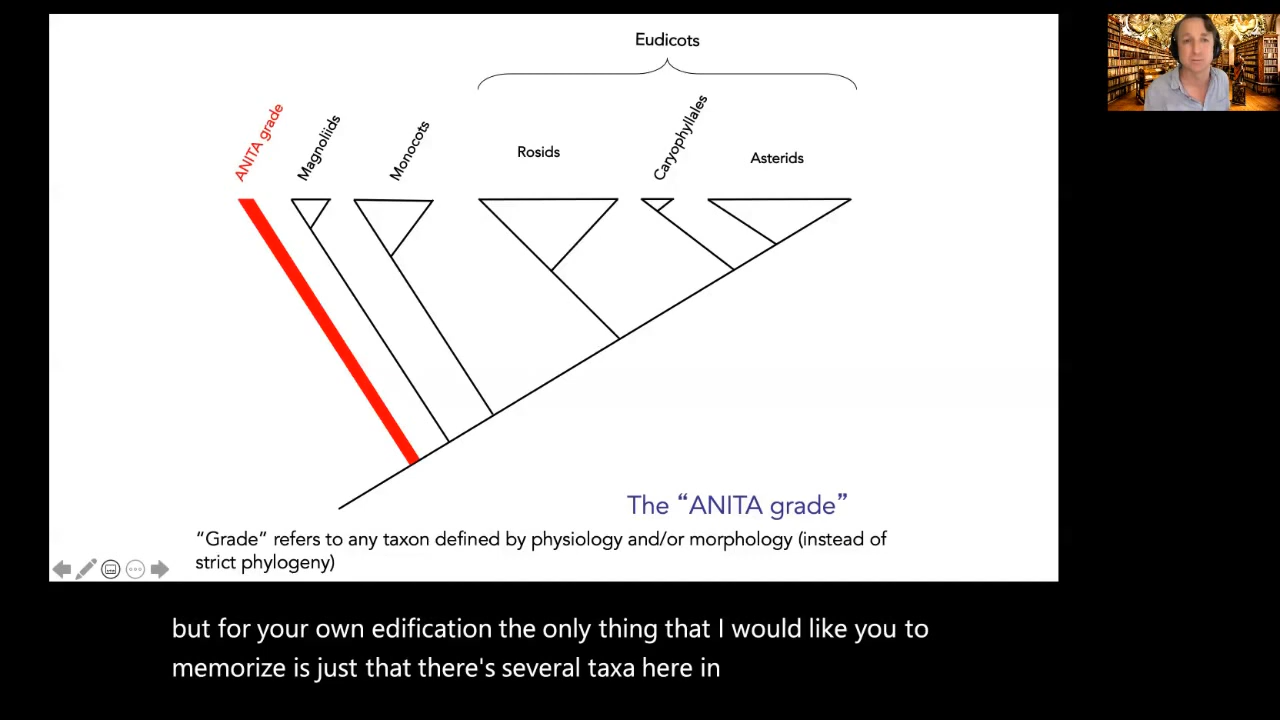 Eudicots
ANITA grade
Magnoliids
Monocots
Rosids
Caryophyllales
Asterids
The “ANITA grade”
“Grade” refers to any taxon defined by physiology and/or morphology (instead of
strict phylogeny)
but for your own edification the only thing that I would like you to
memorize is just that there's several taxa here in